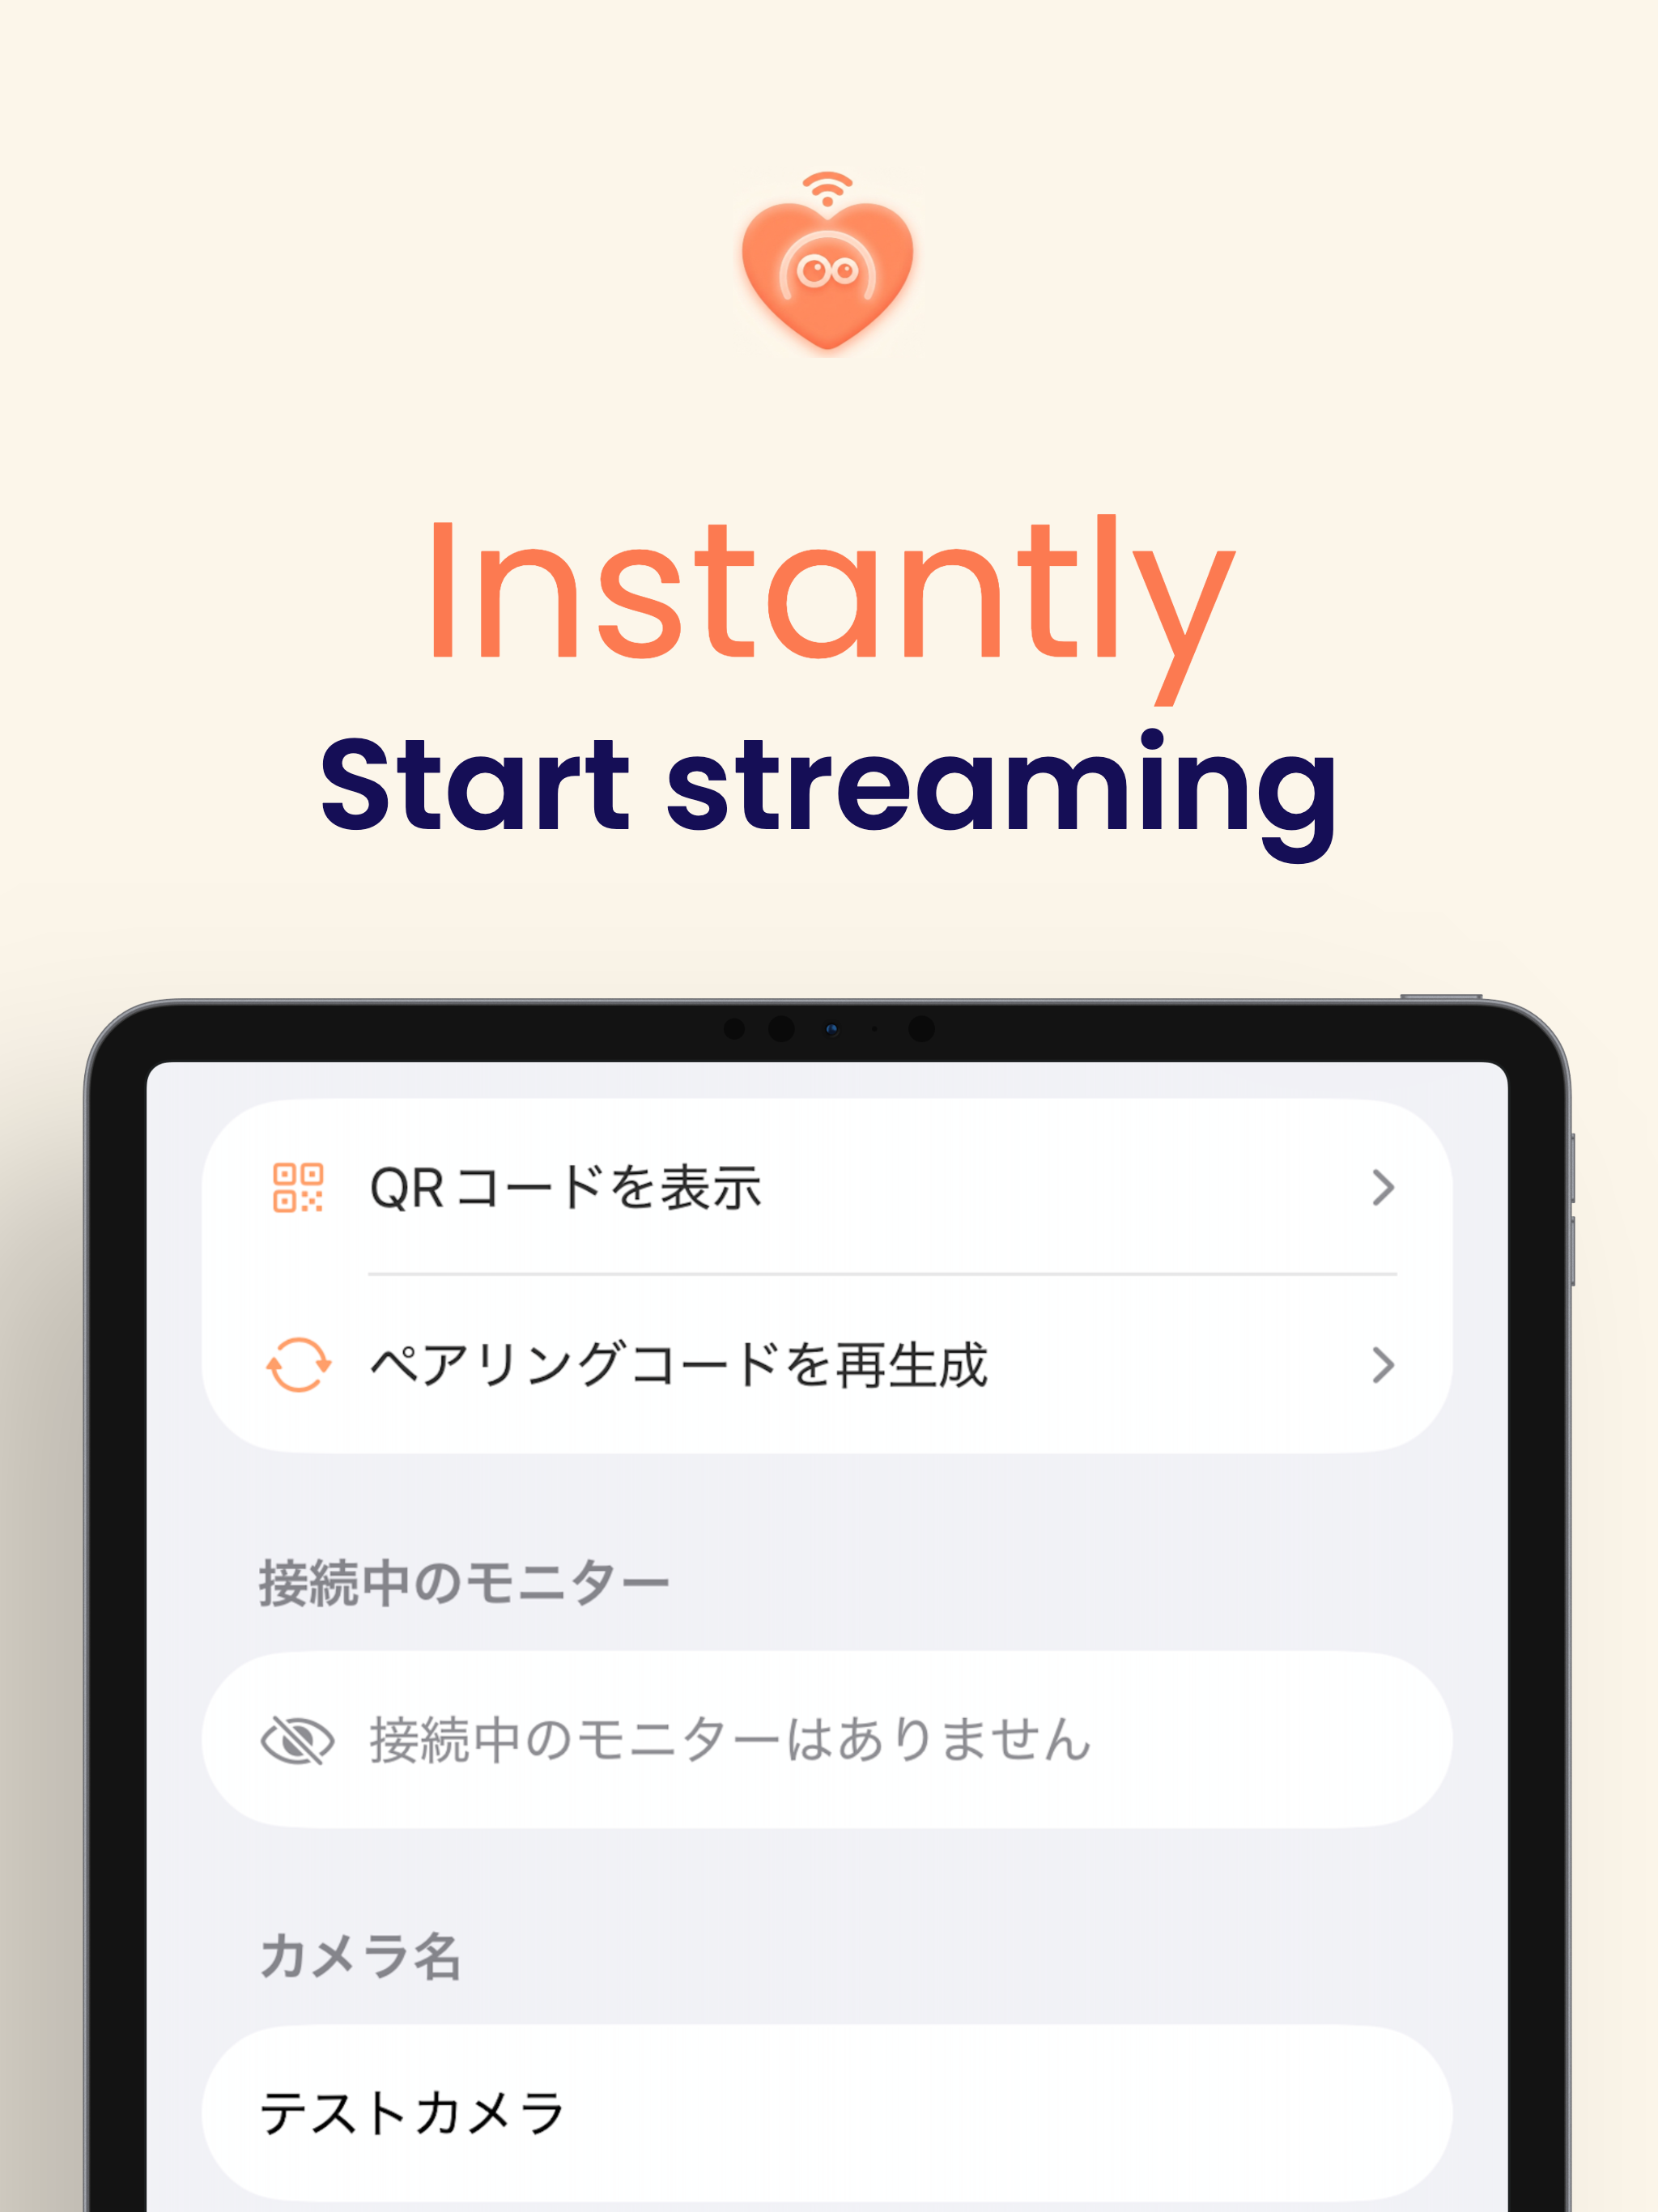 Instantly
Start streaming
QRコードを表示
ペアリングコードを再生成
接続中のモニター
接続中のモニターはありません
カメラ名
テストカメラ